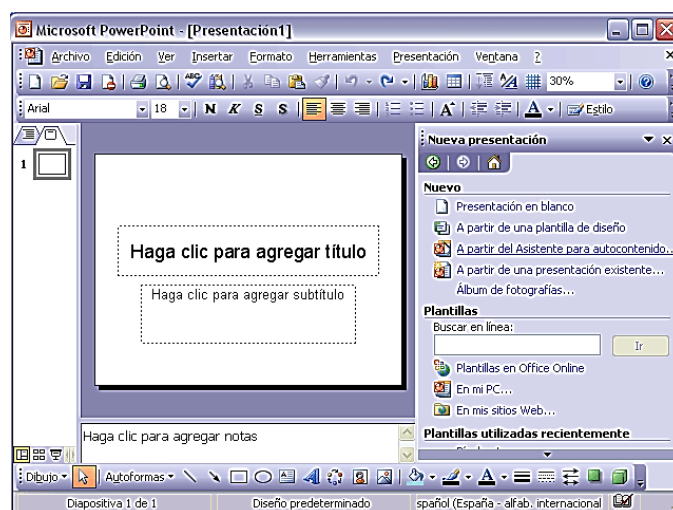 Microsoft PowerPoint - [Presentación1]
Archivo Edición Ver Insertar Formato Herramientas Presentación Ventana ?
30%
Arial 18 N K S S A Estilo
1
Nueva presentación
Nuevo
Presentación en blanco
A partir de una plantilla de diseño
A partir del Asistente para autocontenido...
A partir de una presentación existente...
Álbum de fotografías...
Haga clic para agregar título
Haga clic para agregar subtítulo
Plantillas
Buscar en línea:
Ir
Plantillas en Office Online
En mi PC...
En mis sitios Web...
Plantillas utilizadas recientemente
Haga clic para agregar notas
Dibujo Autoformas
Diapositiva 1 de 1 Diseño predeterminado spañol (España - alfab. internacional